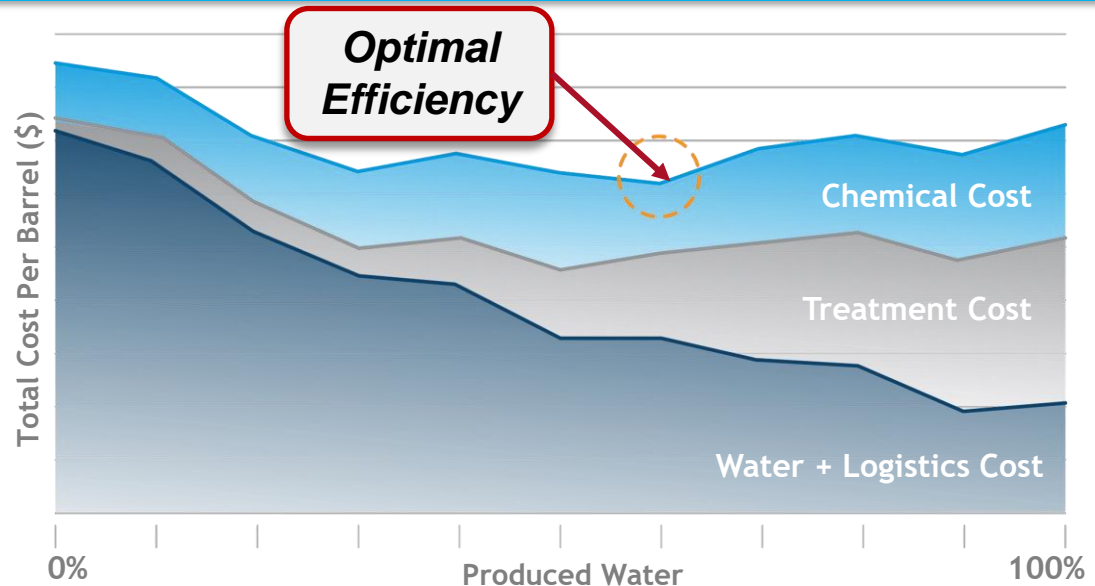 Optimal
Efficiency
Total Cost Per Barrel ($)
Chemical Cost
Treatment Cost
Water + Logistics Cost
0%
Produced Water
100%